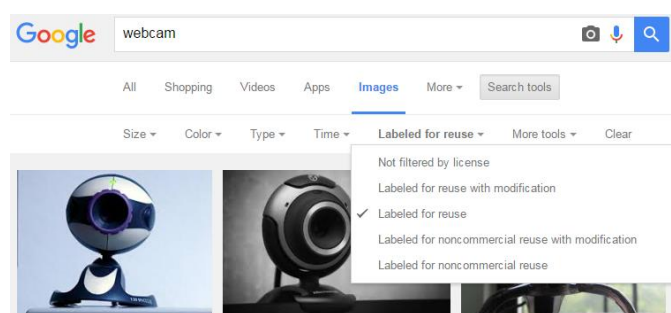 Google webcam
All Shopping Videos Apps Images More Search tools
Size Color Type Time Labeled for reuse More tools Clear
Not filtered by license
Labeled for reuse with modification
Labeled for reuse
Labeled for noncommercial reuse with modification
Labeled for noncommercial reuse